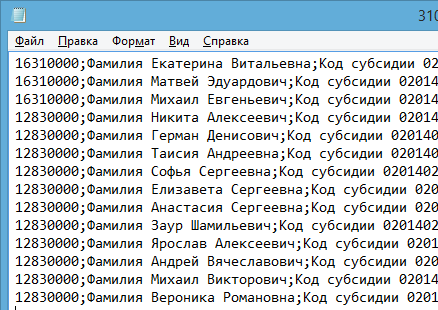 310
Файл Правка Формат Вид Справка
16310000;Фамилия Екатерина Витальевна;Код субсидии 02
16310000;Фамилия Матвей Эдуардович;Код субсидии 02014
16310000;Фамилия Михаил Евгеньевич;Код субсидии 02014
12830000;Фамилия Никита Алексеевич;Код субсидии 02014
12830000;Фамилия Герман Денисович;Код субсидии 020140
12830000;Фамилия Таисия Андреевна;Код субсидии 020140
12830000;Фамилия Софья Сергеевна;Код субсидии 0201402
12830000;Фамилия Елизавета Сергеевна;Код субсидии 020
12830000;Фамилия Анастасия Сергеевна;Код субсидии 020
12830000;Фамилия Заур Шамильевич;Код субсидии 0201402
12830000;Фамилия Ярослав Алексеевич;Код субсидии 0201
12830000;Фамилия Андрей Вячеславович;Код субсидии 020
12830000;Фамилия Михаил Викторович;Код субсидии 02014
12830000;Фамилия Вероника Романовна;Код субсидии 0201